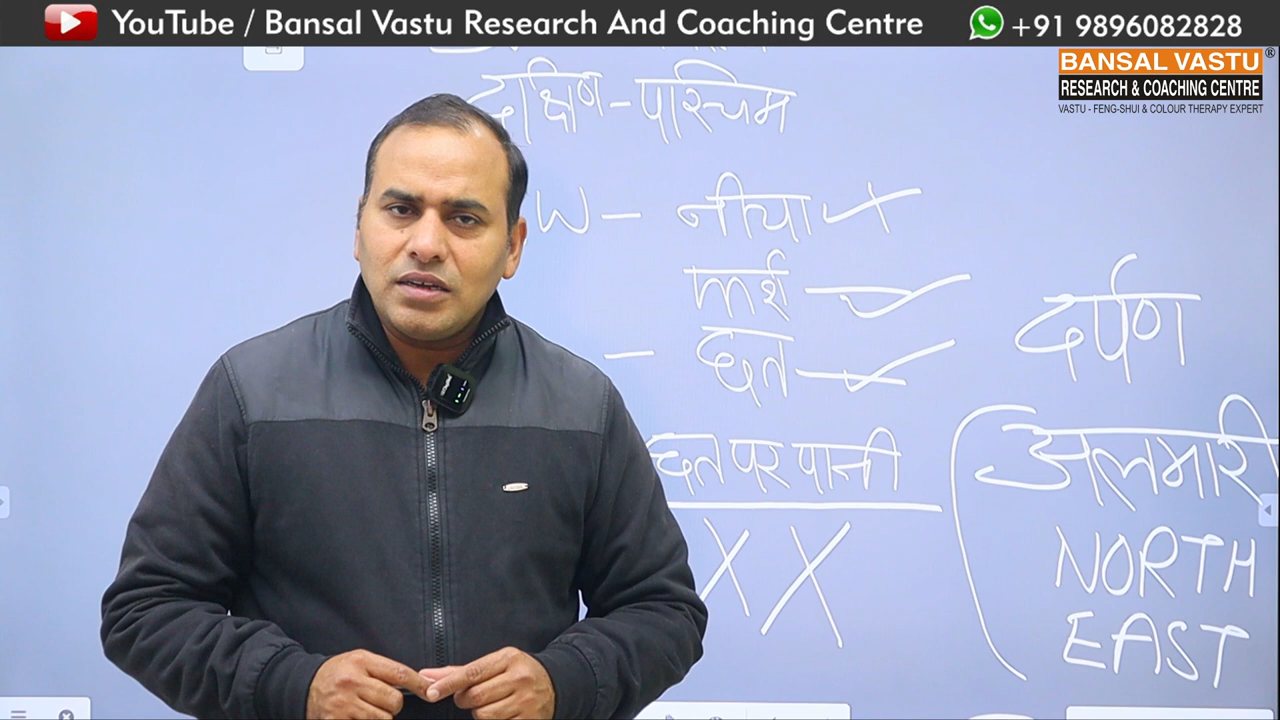 YouTube / Bansal Vastu Research And Coaching Centre
+91 9896082828
BANSAL VASTU®
RESEARCH & COACHING CENTRE
VASTU - FENG-SHUI & COLOUR THERAPY EXPERT
दक्षिण - पश्चिम
W - नीचा
छत
छत पर पानी
X X
दर्पण
अलमारी
NORTH
EAST